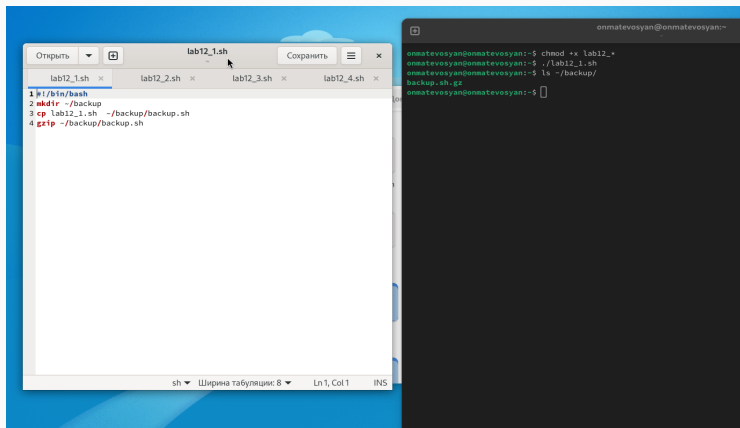 Открыть
lab12_1.sh
~
Сохранить
lab12_1.sh × lab12_2.sh × lab12_3.sh × lab12_4.sh ×
1 #!/bin/bash
2 mkdir ~/backup
3 cp lab12_1.sh  ~/backup/backup.sh
4 gzip ~/backup/backup.sh
sh Ширина табуляции: 8 Ln 1, Col 1 INS
onmatevosyan@onmatevosyan:~
onmatevosyan@onmatevosyan:~$ chmod +x lab12_*
onmatevosyan@onmatevosyan:~$ ./lab12_1.sh
onmatevosyan@onmatevosyan:~$ ls ~/backup/
backup.sh.gz
onmatevosyan@onmatevosyan:~$